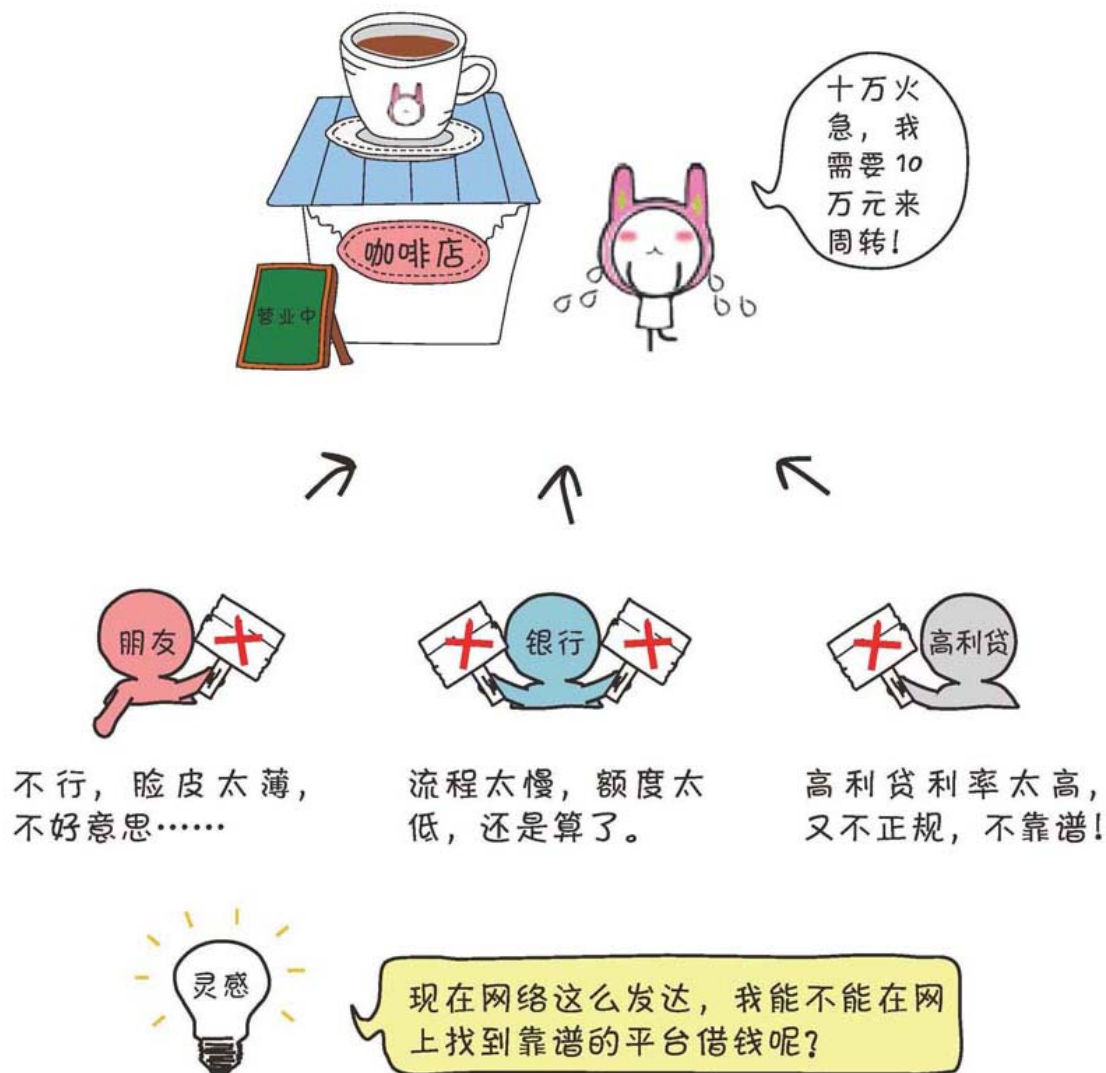 十万火
急，我
需要10
万元来
周转！
咖啡店
营业中
朋友
银行
高利贷
不行，脸皮太薄，
不好意思……
流程太慢，额度太
低，还是算了。
高利贷利率太高，
又不正规，不靠谱！
灵感
现在网络这么发达，我能不能在网
上找到靠谱的平台借钱呢？